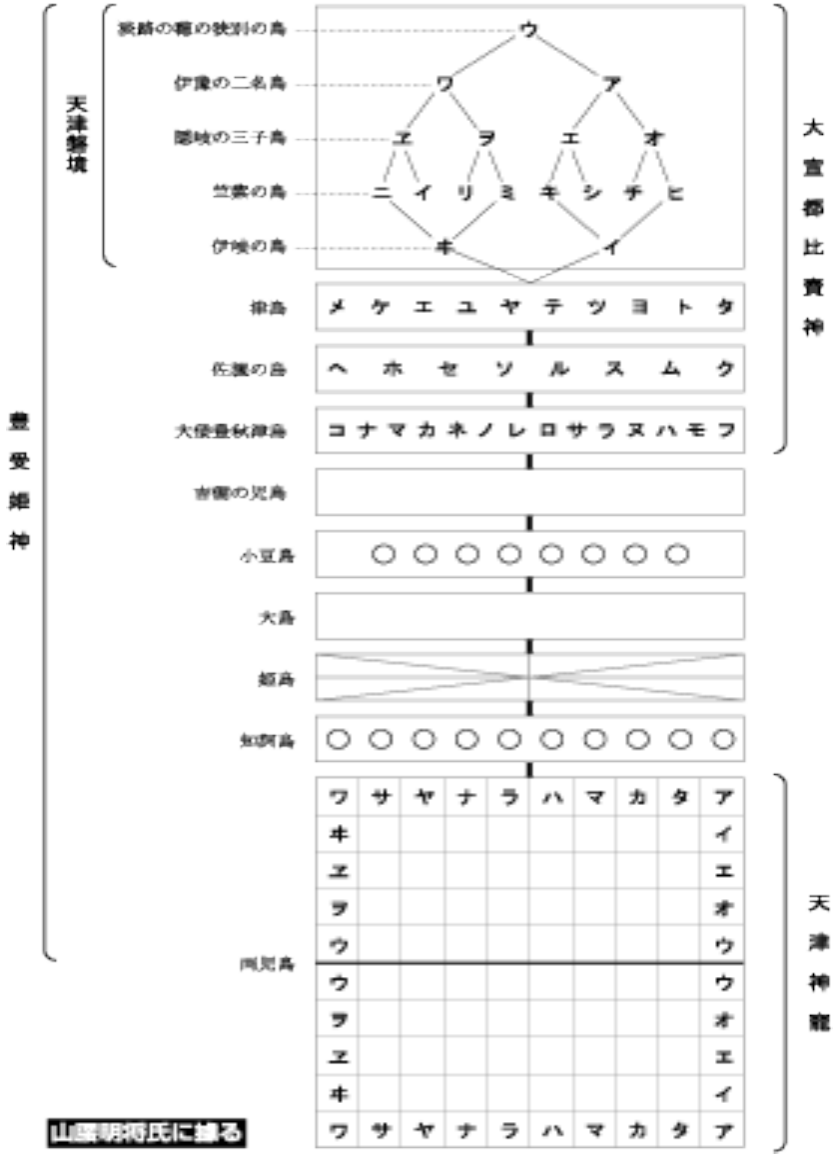 淡路の穂の狭別の島 ウ
伊豫の二名島 ワ ア
隠岐の三子島 ヱ ヲ エ オ
竺紫の島 ニ イ リ ミ キ シ チ ヒ
伊岐の島 ヰ イ
津島 メ ケ エ ユ ヤ テ ツ ヨ ト タ
佐渡の島 ヘ ホ セ ソ ル ス ム ク
大倭豊秋津島 コ ナ マ カ ネ ノ レ ロ サ ラ ヌ ハ モ フ
吉備の児島
小豆島 ○ ○ ○ ○ ○ ○ ○ ○
大島
姫島
知訶島 ○ ○ ○ ○ ○ ○ ○ ○ ○ ○
両児島
ワ サ ヤ ナ ラ ハ マ カ タ ア
ヰ イ
ヱ エ
ヲ オ
ウ ウ
ウ ウ
ヲ オ
ヱ エ
ヰ イ
ワ サ ヤ ナ ラ ハ マ カ タ ア
天津磐境
豊受姫神
大宜都比賣神
天津神籬
氏に據る